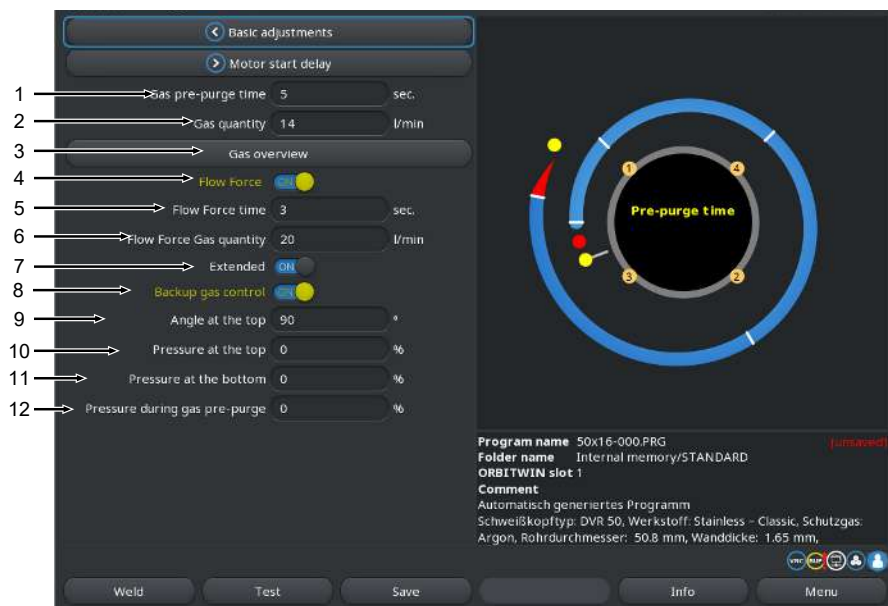 Basic adjustments
Motor start delay
1 Gas pre-purge time 5 sec.
2 Gas quantity 14 l/min
3 Gas overview
4 Flow Force ON
5 Flow Force time 3 sec.
6 Flow Force Gas quantity 20 l/min
7 Extended ON
8 Backup gas control ON
9 Angle at the top 90 °
10 Pressure at the top 0 %
11 Pressure at the bottom 0 %
12 Pressure during gas pre-purge 0 %
1 4
Pre-purge time
3 2
Program name 50x16-000.PRG [unsaved]
Folder name Internal memory/STANDARD
ORBITWIN slot 1
Comment
Automatisch generiertes Programm
Schweißkopftyp: DVR 50, Werkstoff: Stainless – Classic, Schutzgas:
Argon, Rohrdurchmesser: 50.8 mm, Wanddicke: 1.65 mm,
VNC BUP
Weld Test Save Info Menu